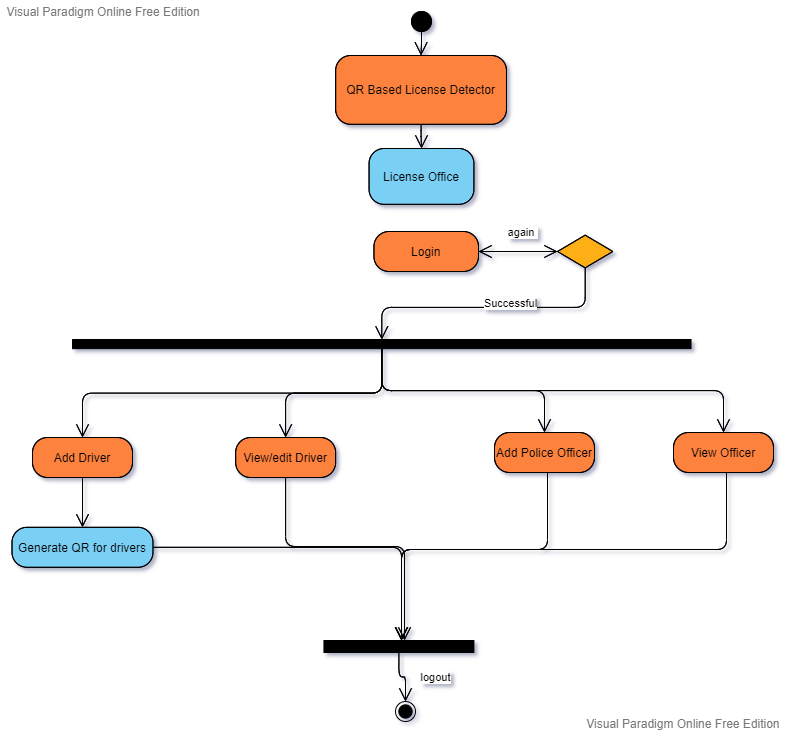 Visual Paradigm Online Free Edition
QR Based License Detector
License Office
again
Login
Successful
Add Driver
View/edit Driver
Add Police Officer
View Officer
Generate QR for drivers
logout
Visual Paradigm Online Free Edition